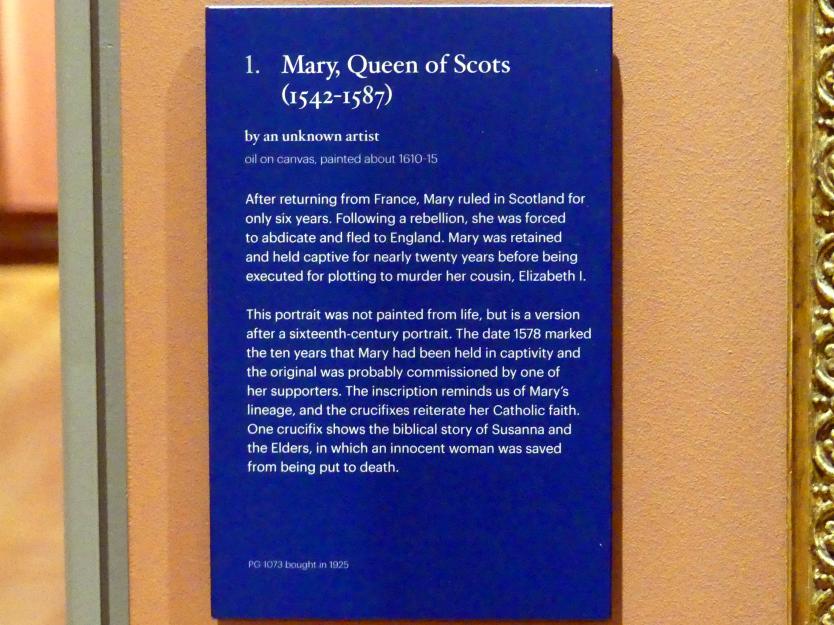 1. Mary, Queen of Scots
(1542-1587)
by an unknown artist
oil on canvas, painted about 1610-15
After returning from France, Mary ruled in Scotland for
only six years. Following a rebellion, she was forced
to abdicate and fled to England. Mary was retained
and held captive for nearly twenty years before being
executed for plotting to murder her cousin, Elizabeth I.
This portrait was not painted from life, but is a version
after a sixteenth-century portrait. The date 1578 marked
the ten years that Mary had been held in captivity and
the original was probably commissioned by one of
her supporters. The inscription reminds us of Mary's
lineage, and the crucifixes reiterate her Catholic faith.
One crucifix shows the biblical story of Susanna and
the Elders, in which an innocent woman was saved
from being put to death.
PG 1073 bought in 1925